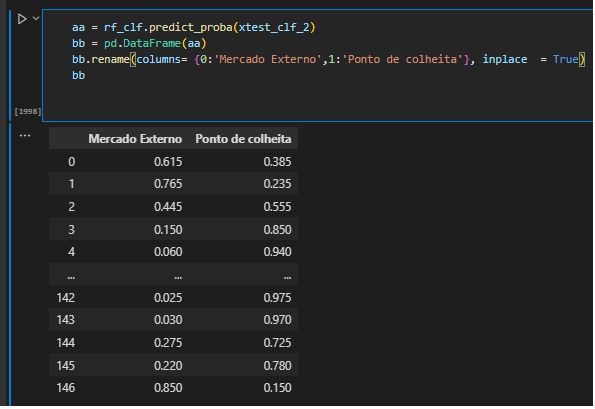 aa = rf_clf.predict_proba(xtest_clf_2)
bb = pd.DataFrame(aa)
bb.rename(columns= {0:'Mercado Externo',1:'Ponto de colheita'}, inplace  = True)
bb
[1998]
...
Mercado Externo Ponto de colheita
0 0.615 0.385
1 0.765 0.235
2 0.445 0.555
3 0.150 0.850
4 0.060 0.940
... ... ...
142 0.025 0.975
143 0.030 0.970
144 0.275 0.725
145 0.220 0.780
146 0.850 0.150